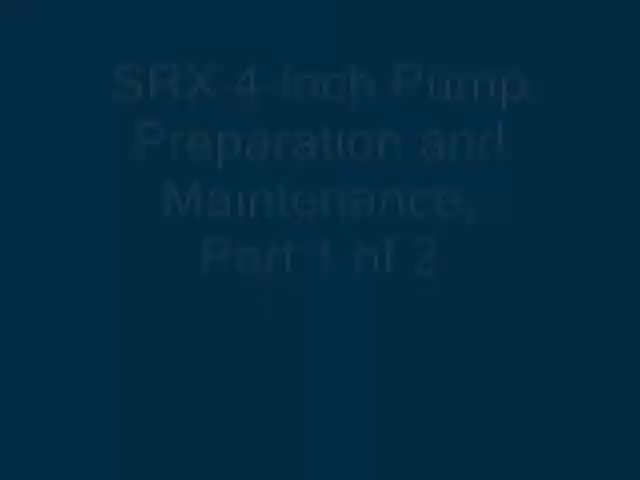 SRX 4-Inch Pump
Preparation and
Maintenance,
Part 1 of 2